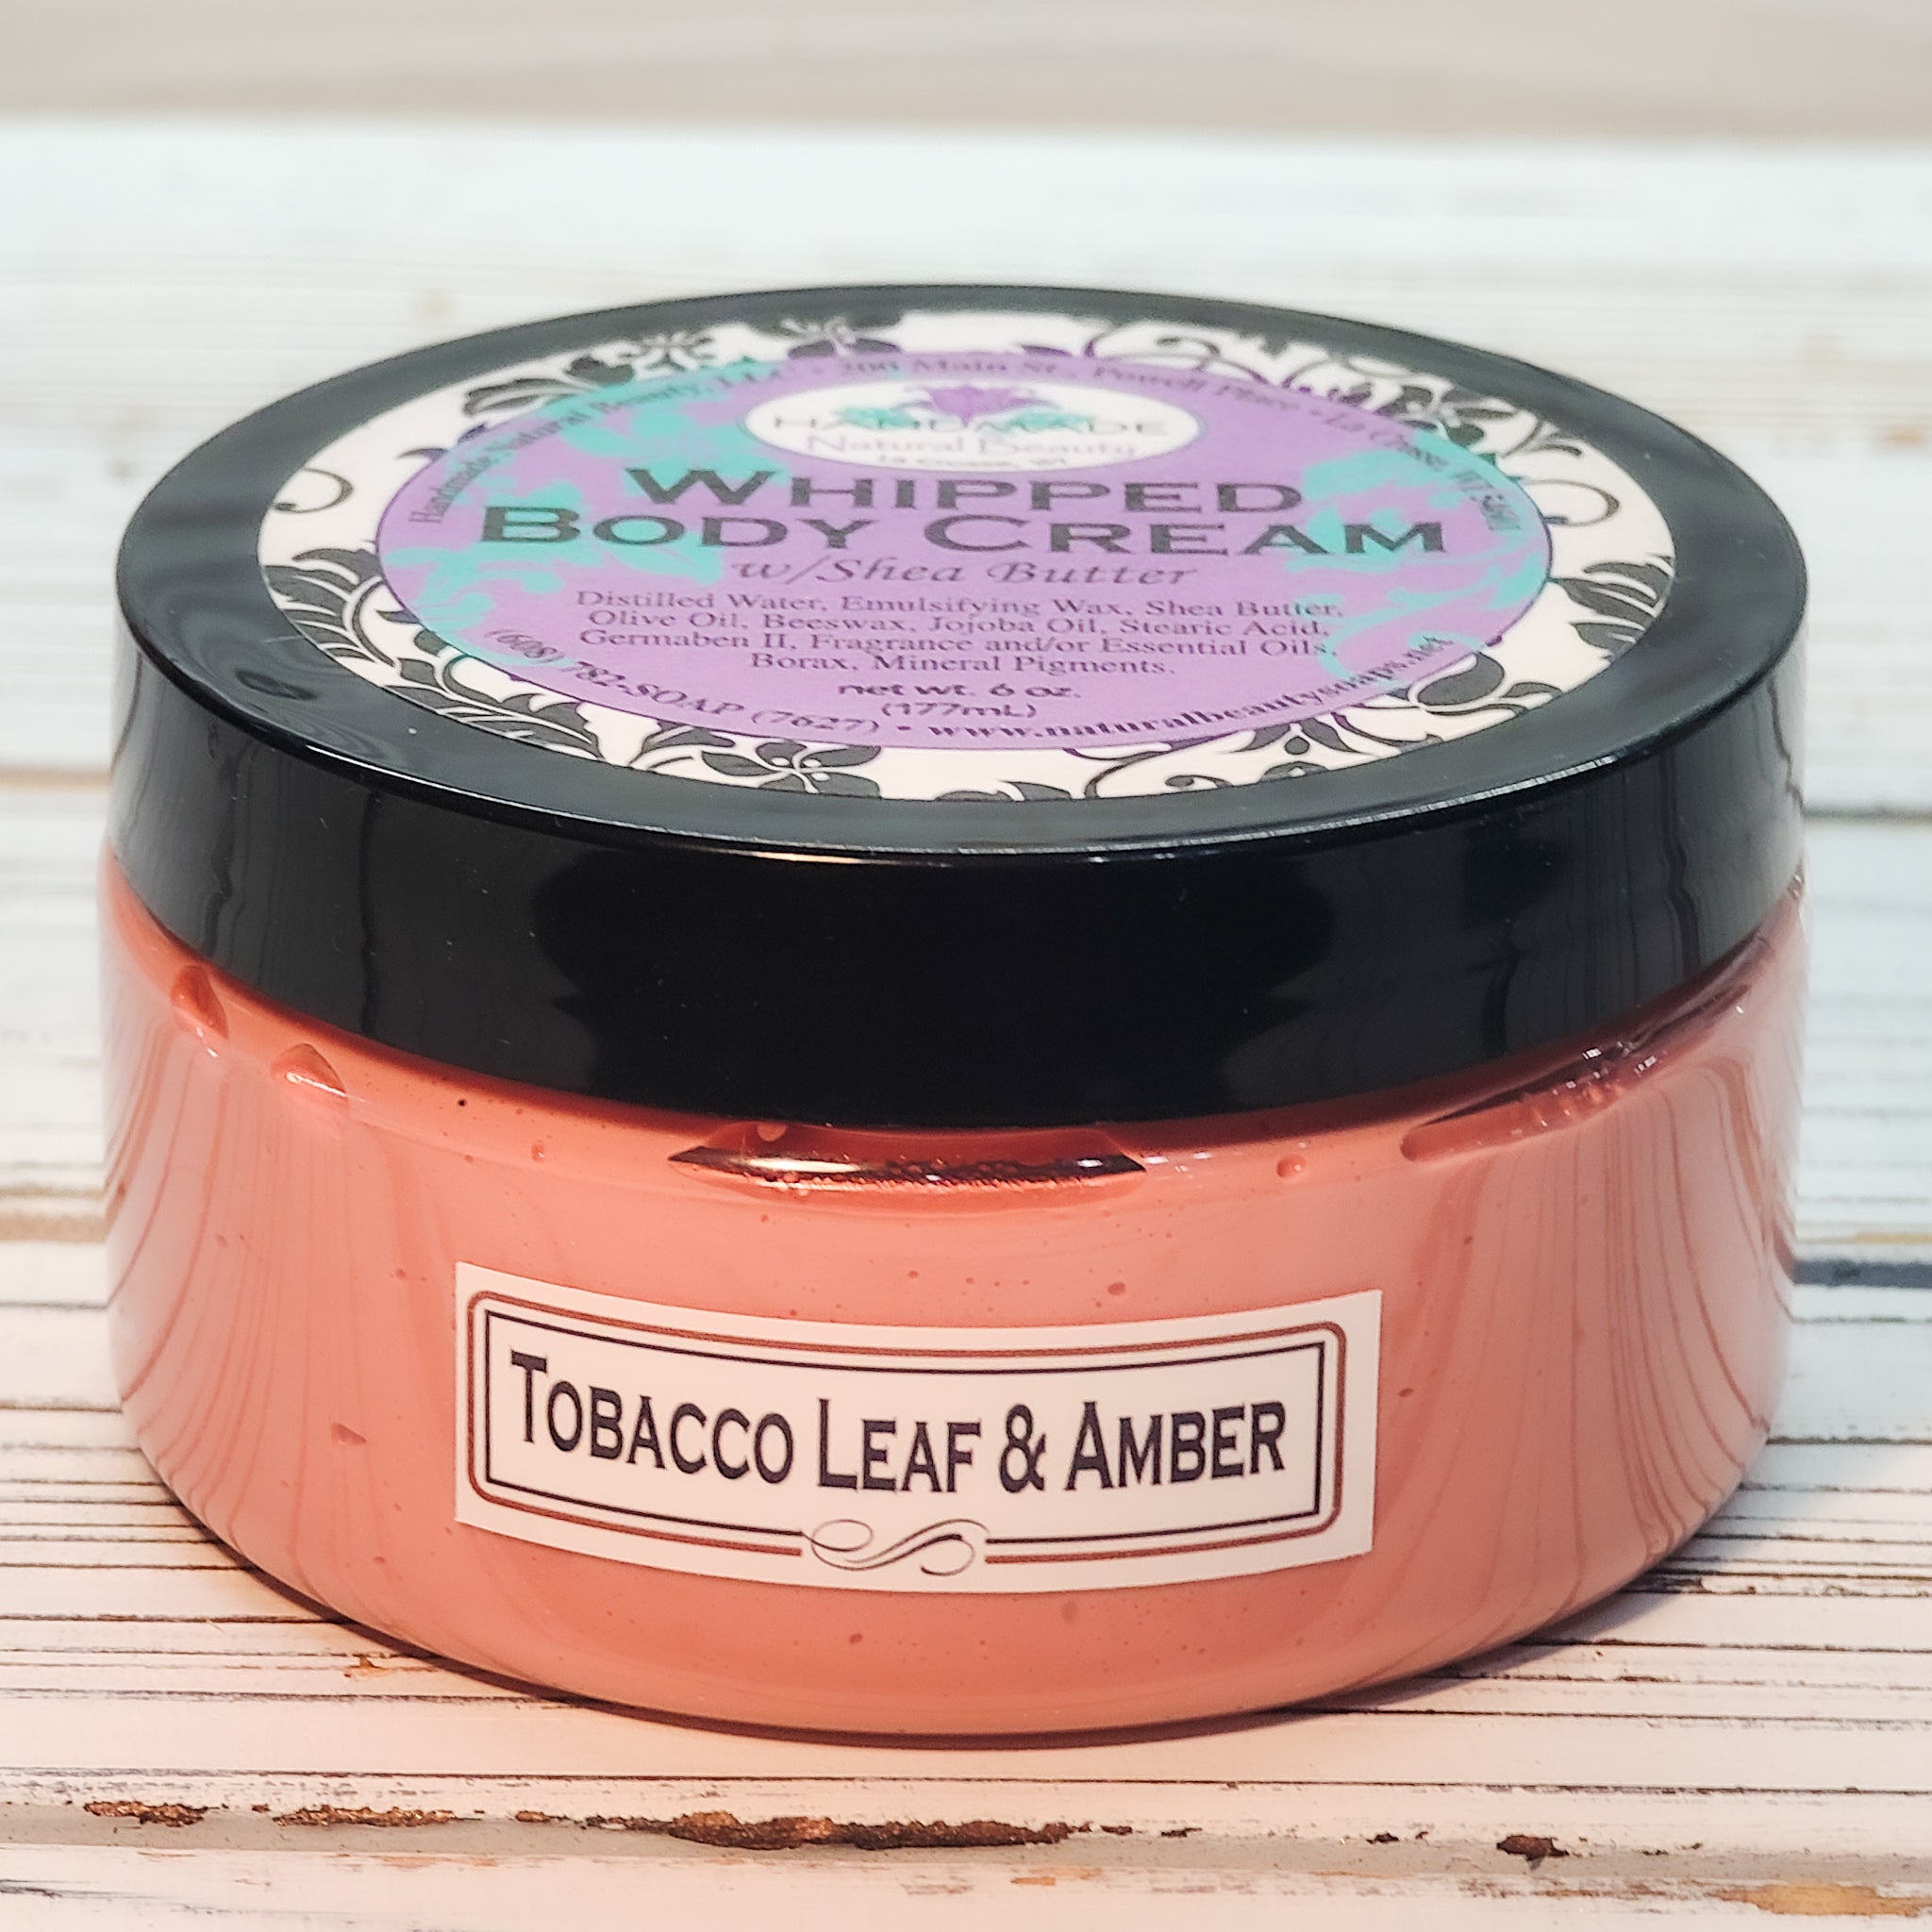 Handmade Natural Beauty, LLC • 200 Main St., Powell Place • La Crosse, WI 54601
HANDMADE
Natural Beauty
La Crosse, WI
WHIPPED
BODY CREAM
w/Shea Butter
Distilled Water, Emulsifying Wax, Shea Butter,
Olive Oil, Beeswax, Jojoba Oil, Stearic Acid,
Germaben II, Fragrance and/or Essential Oils,
Borax, Mineral Pigments.
net wt. 6 oz.
(177mL)
(608) 782-SOAP (7627) • www.naturalbeautysoaps.net
TOBACCO LEAF & AMBER